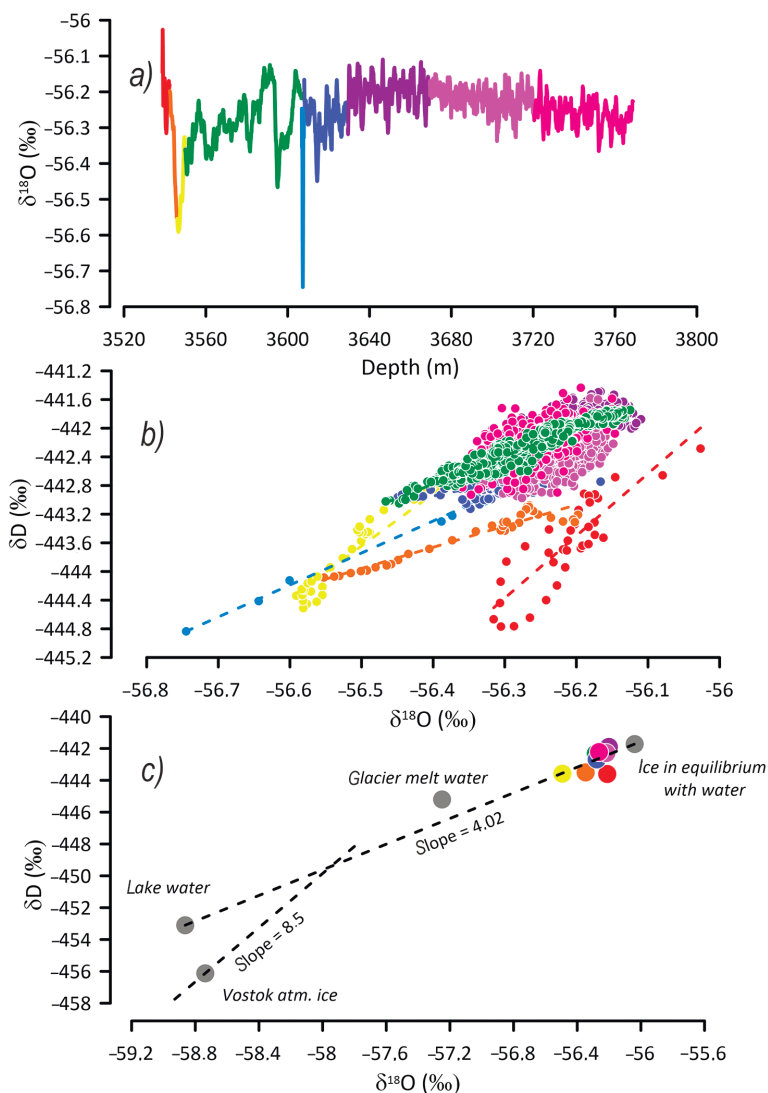 −56
−56.1
−56.2
−56.3
−56.4
−56.5
−56.6
−56.7
−56.8
δ¹⁸O (‰)
a)
3520 3560 3600 3640 3680 3720 3760 3800
Depth (m)
−441.2
−441.6
−442
−442.4
−442.8
−443.2
−443.6
−444
−444.4
−444.8
−445.2
δD (‰)
b)
−56.8 −56.7 −56.6 −56.5 −56.4 −56.3 −56.2 −56.1 −56
δ¹⁸O (‰)
−440
−442
−444
−446
−448
−450
−452
−454
−456
−458
δD (‰)
c)
Ice in equilibrium
with water
Glacier melt water
Slope = 4.02
Lake water
Slope = 8.5
Vostok atm. ice
−59.2 −58.8 −58.4 −58 −57.6 −57.2 −56.8 −56.4 −56 −55.6
δ¹⁸O (‰)